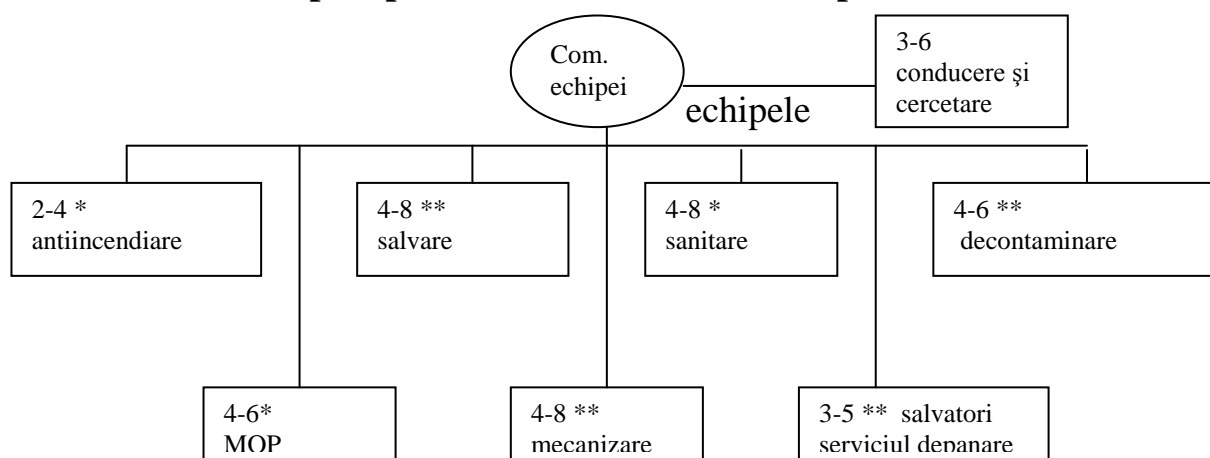 Com.
echipei
3-6
conducere şi
cercetare
echipele
2-4 *
antiincendiare
4-8 **
salvare
4-8 *
sanitare
4-6 **
decontaminare
4-6*
MOP
4-8 **
mecanizare
3-5 ** salvatori
serviciul depanare